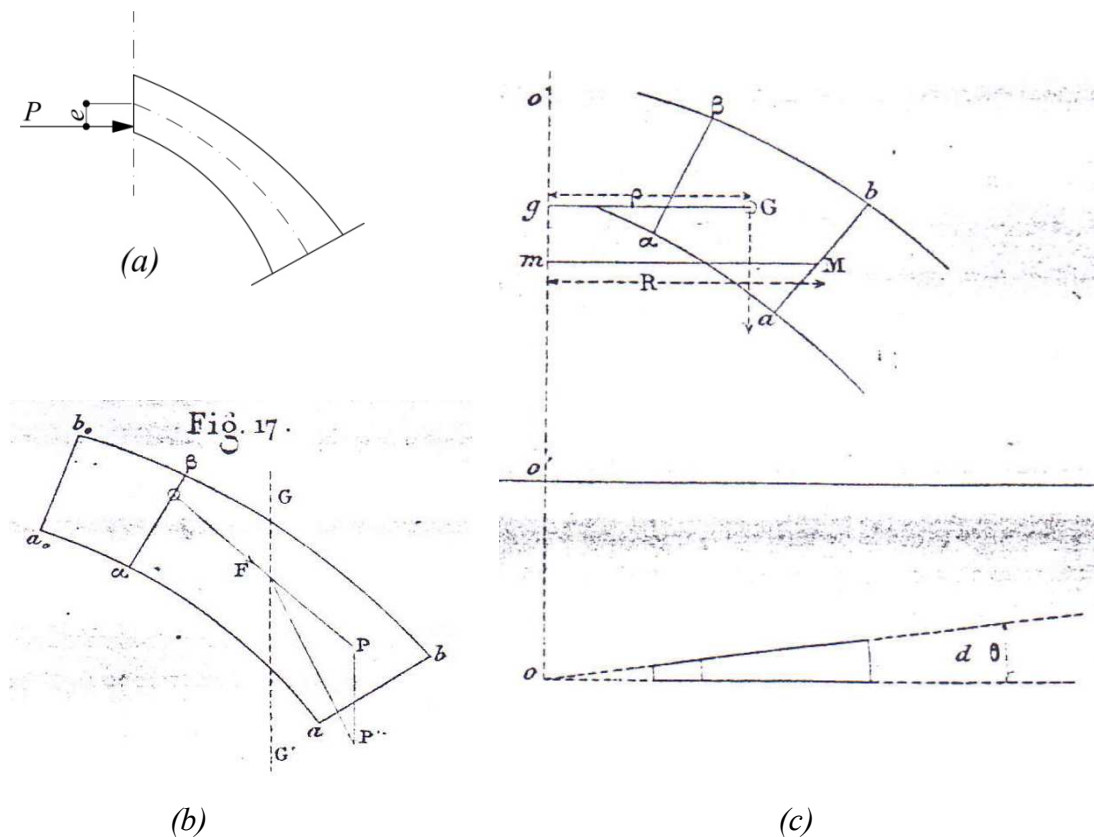 P
e
(a)
Fig. 17.
b₀
β
G
a₀
α
F
P
b
a
P''
G'
(b)
o'
β
b
ρ
g
G
α
m
M
R
a
o'
d θ
o
(c)